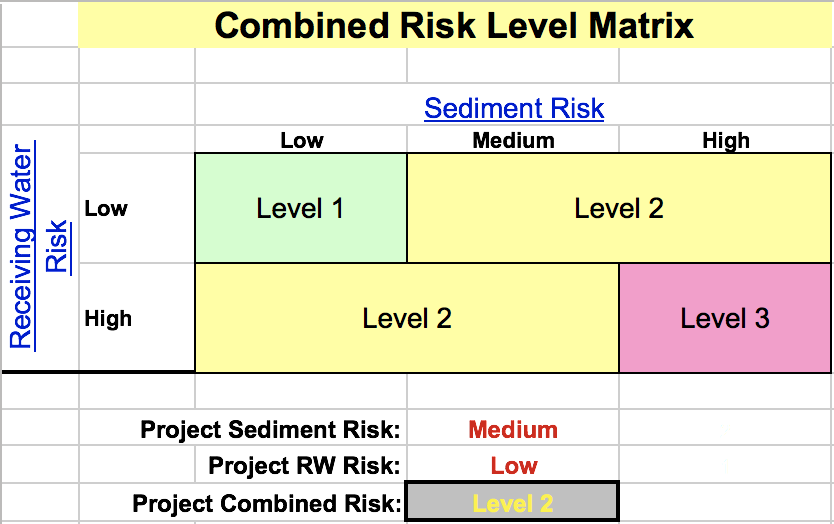 Combined Risk Level Matrix
Sediment Risk
Low Medium High
Receiving Water
Risk
Low Level 1 Level 2
High Level 2 Level 3
Project Sediment Risk: Medium
Project RW Risk: Low
Project Combined Risk: Level 2